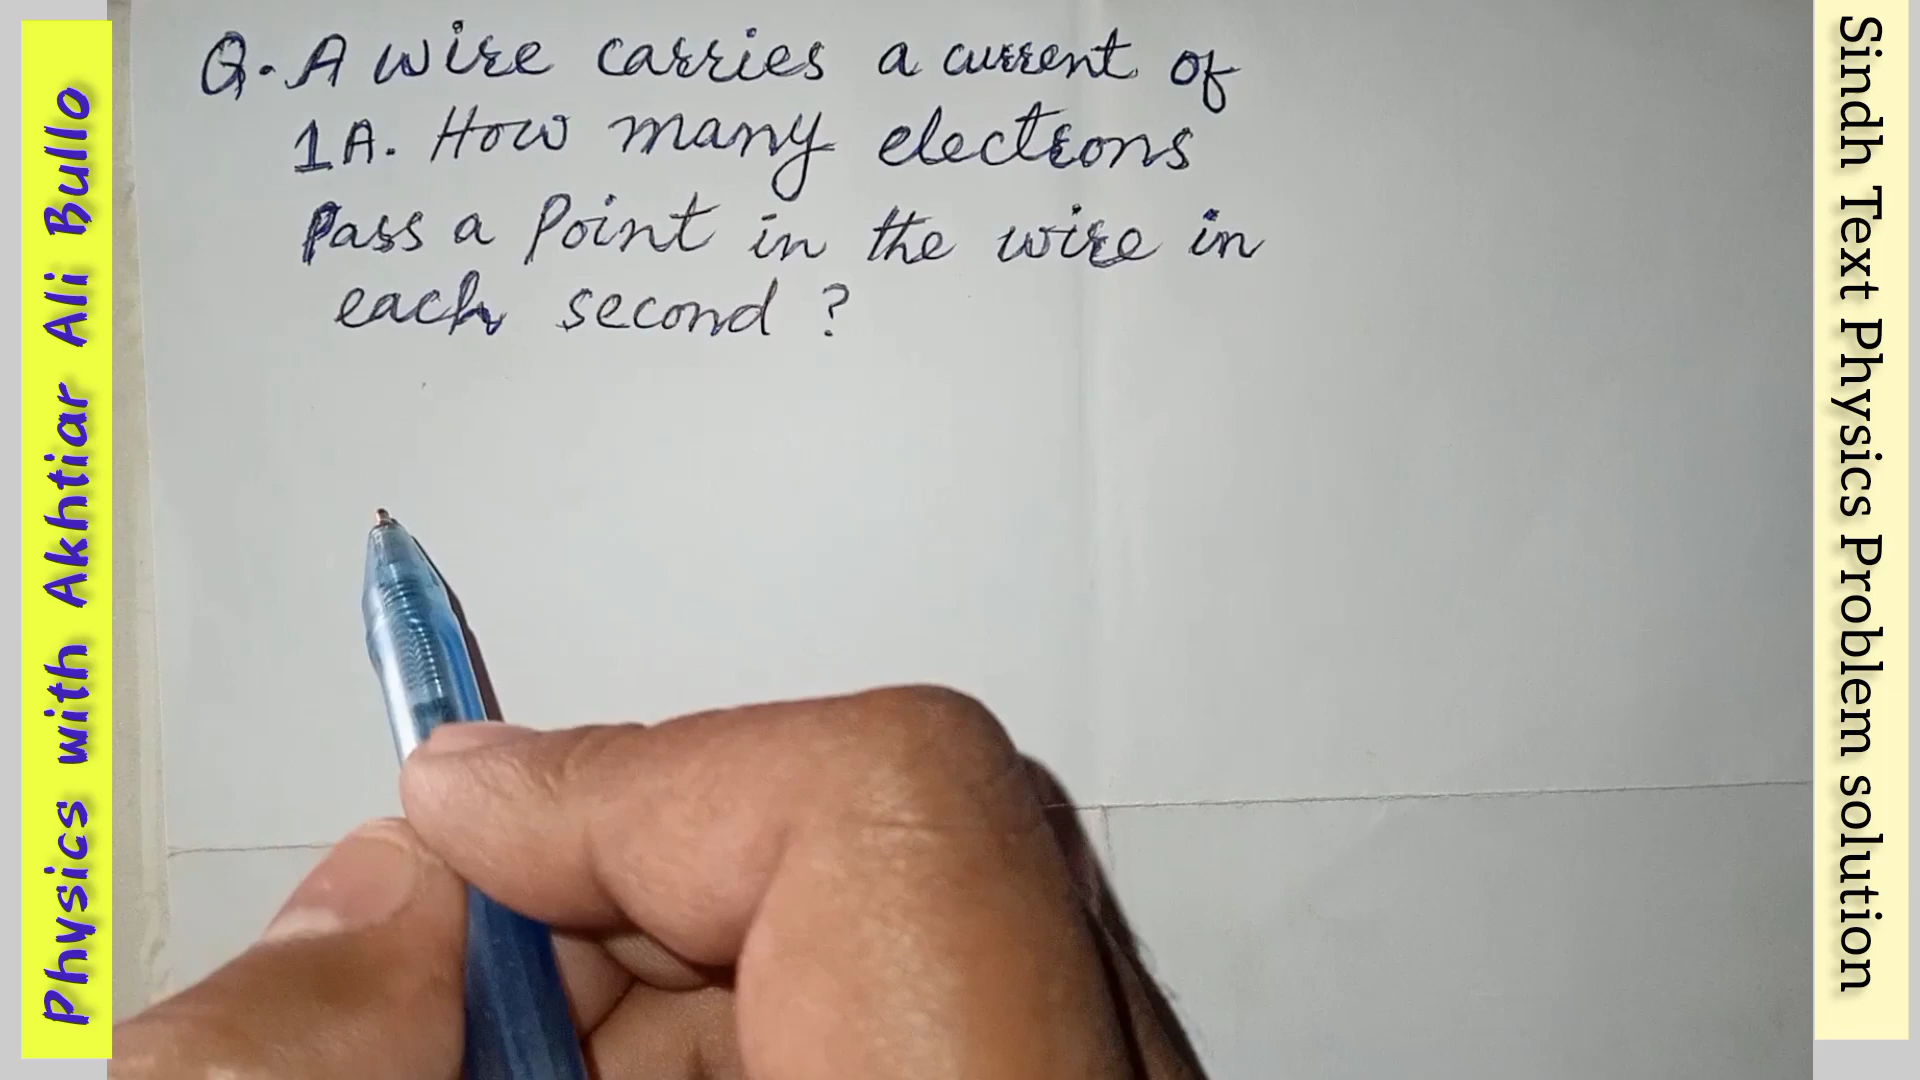 Physics with Akhtiar Ali Bullo
Q. A wire carries a current of
1A. How many electrons
Pass a Point in the wire in
each second ?
Sindh Text Physics Problem solution